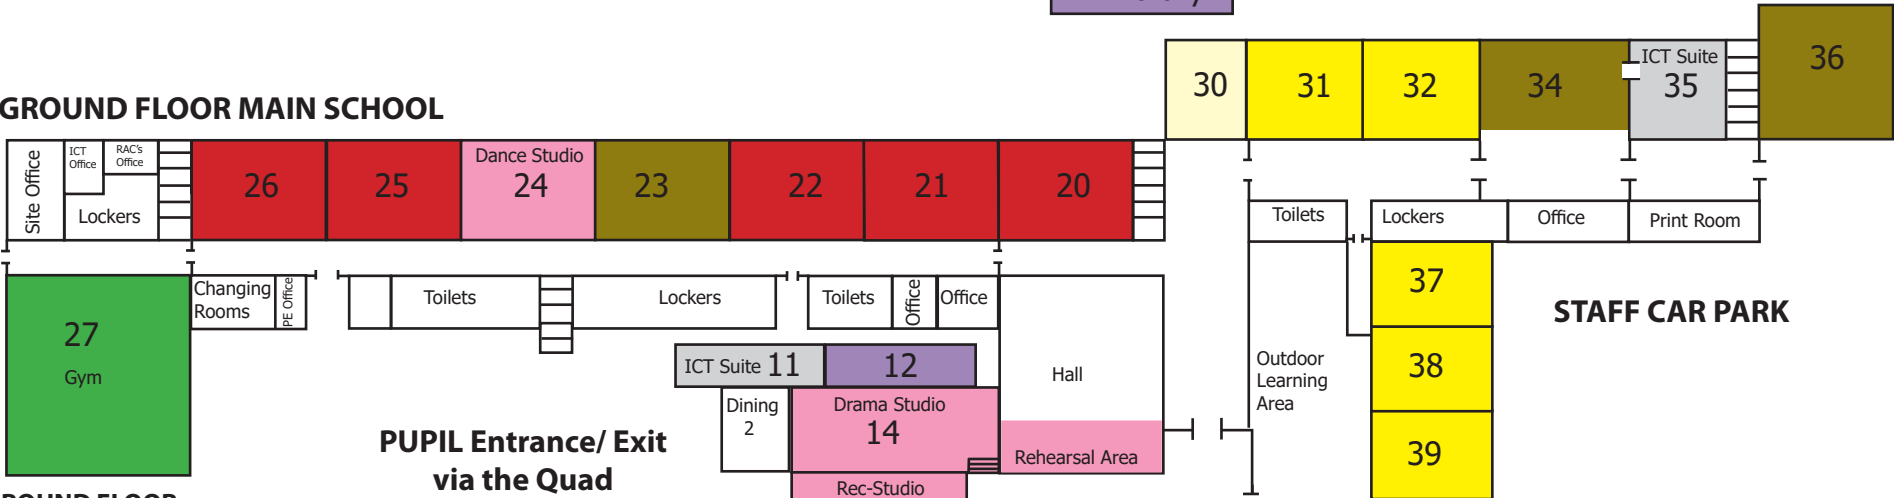 36
ICT Suite
30
31
32
34
35
GROUND FLOOR MAIN SCHOOL
Site Office
ICT
Office
RAC's
Office
Lockers
26
25
Dance Studio
24
23
22
21
20
Toilets
Lockers
Office
Print Room
Changing
Rooms
PE Office
Toilets
Lockers
Toilets
Office
Office
27
Gym
37
STAFF CAR PARK
ICT Suite 11
12
Hall
Outdoor
Learning
Area
38
Dining
2
Drama Studio
14
PUPIL Entrance/ Exit
via the Quad
Rehearsal Area
39
Rec-Studio